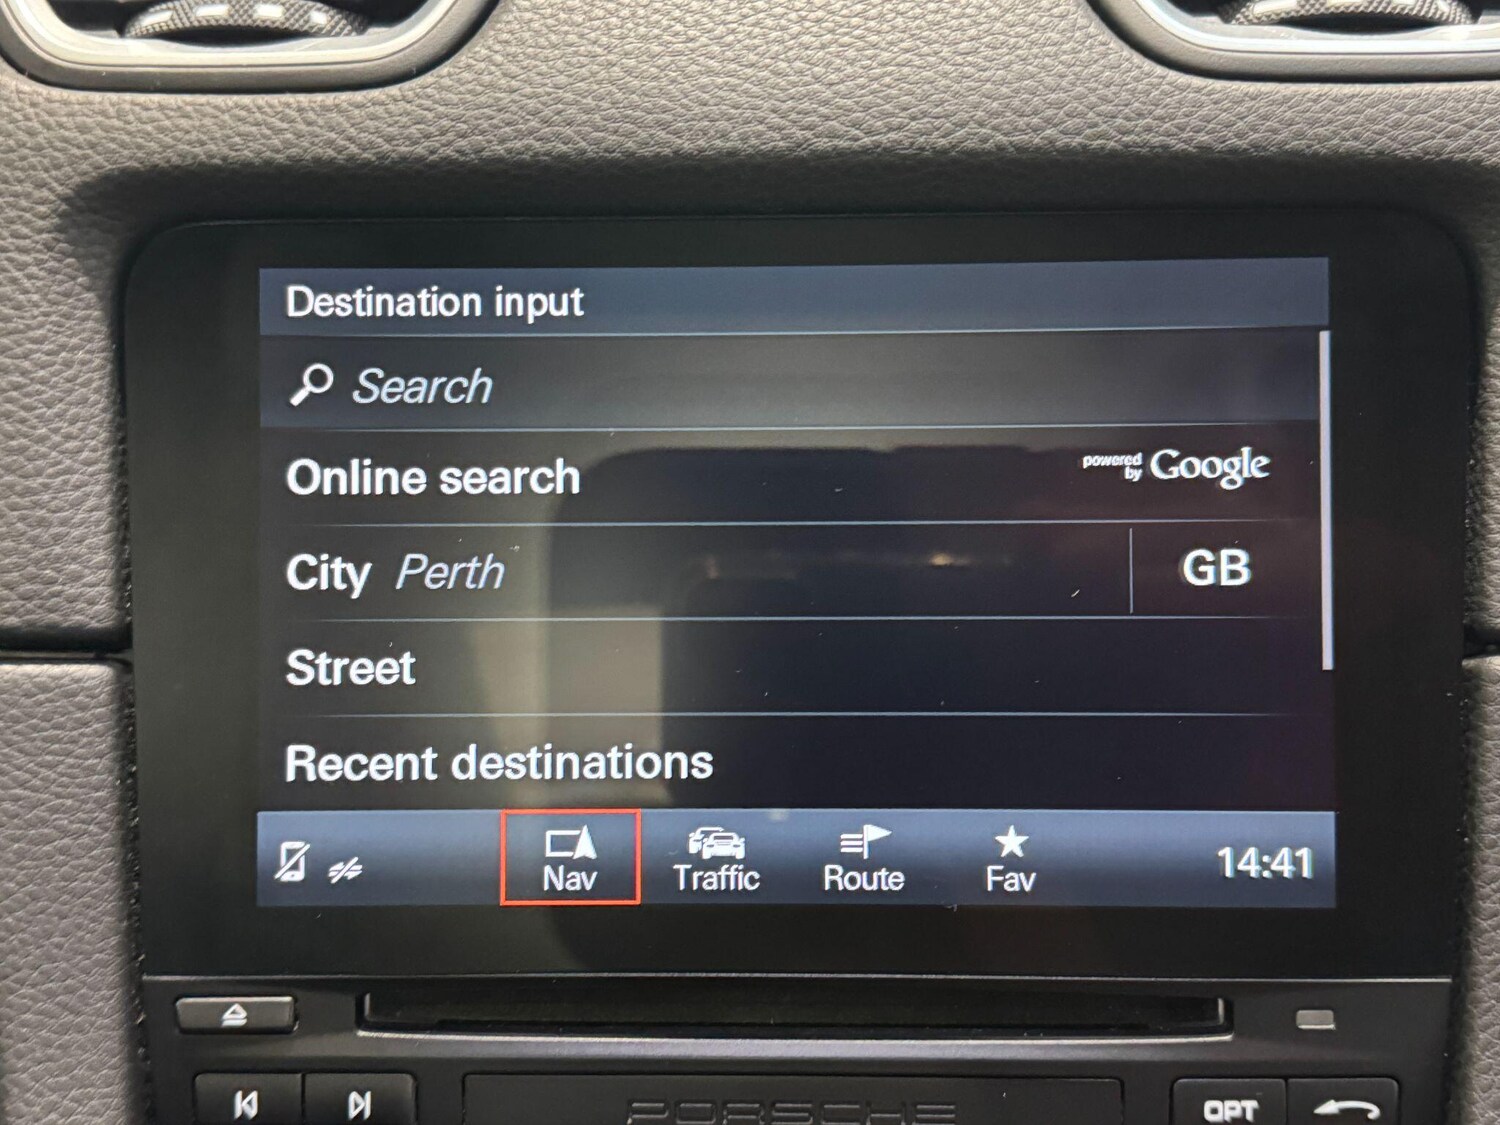 Destination input
Search
Online search powered by Google
City Perth GB
Street
Recent destinations
Nav Traffic Route Fav 14:41
PORSCHE OPT